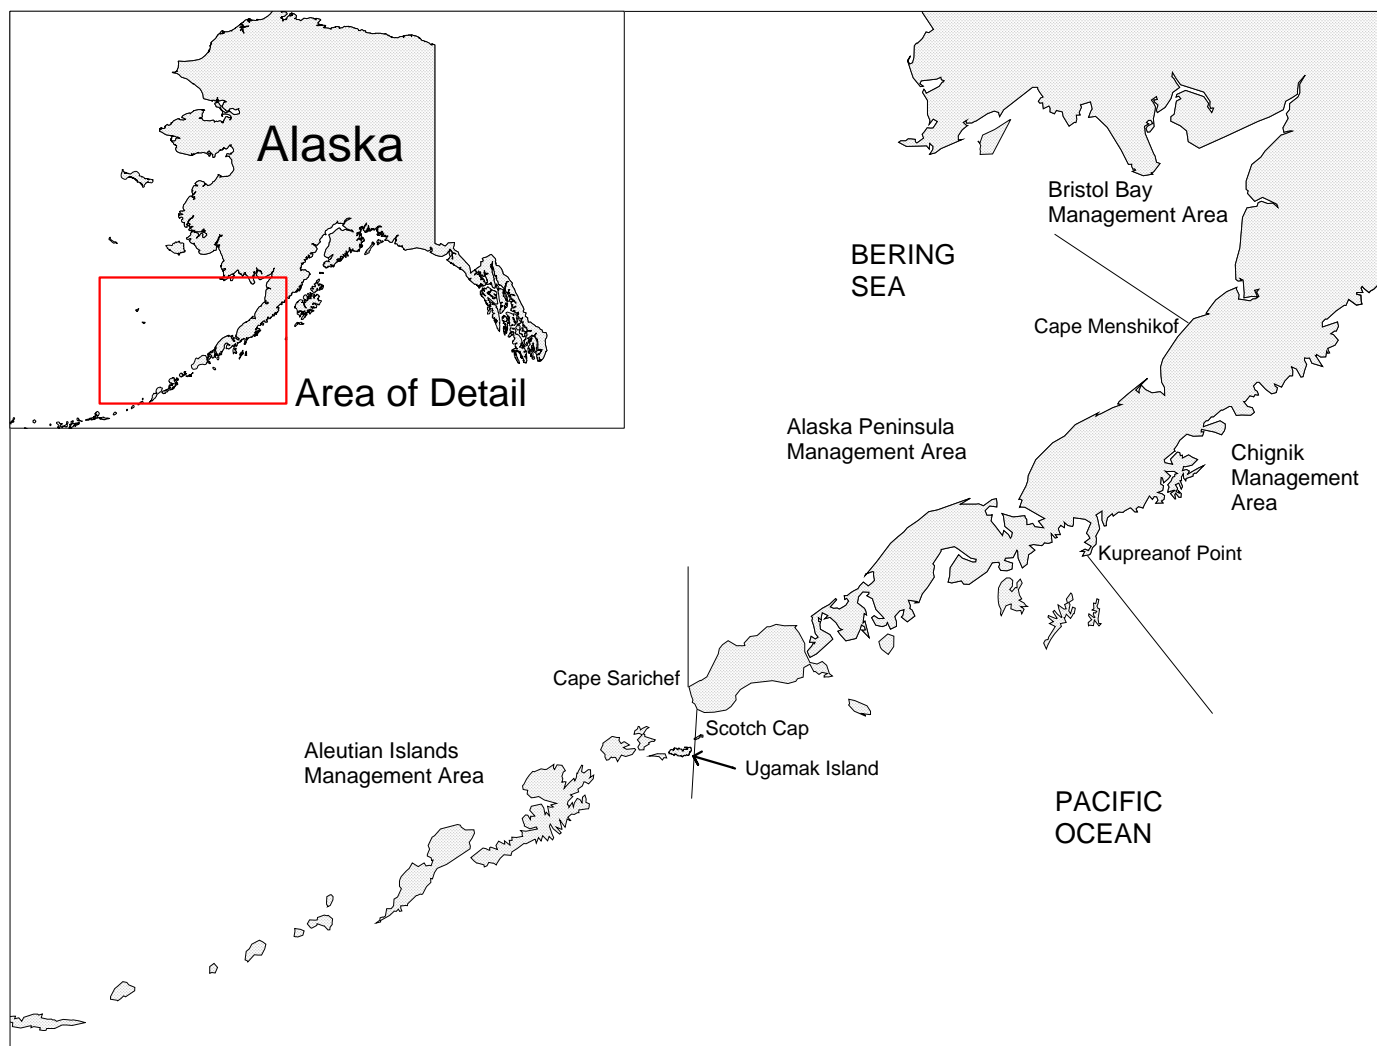 Alaska
Area of Detail
Bristol Bay
Management Area
BERING
SEA
Cape Menshikof
Alaska Peninsula
Management Area
Chignik
Management
Area
Kupreanof Point
Cape Sarichef
Scotch Cap
Aleutian Islands
Management Area
Ugamak Island
PACIFIC
OCEAN